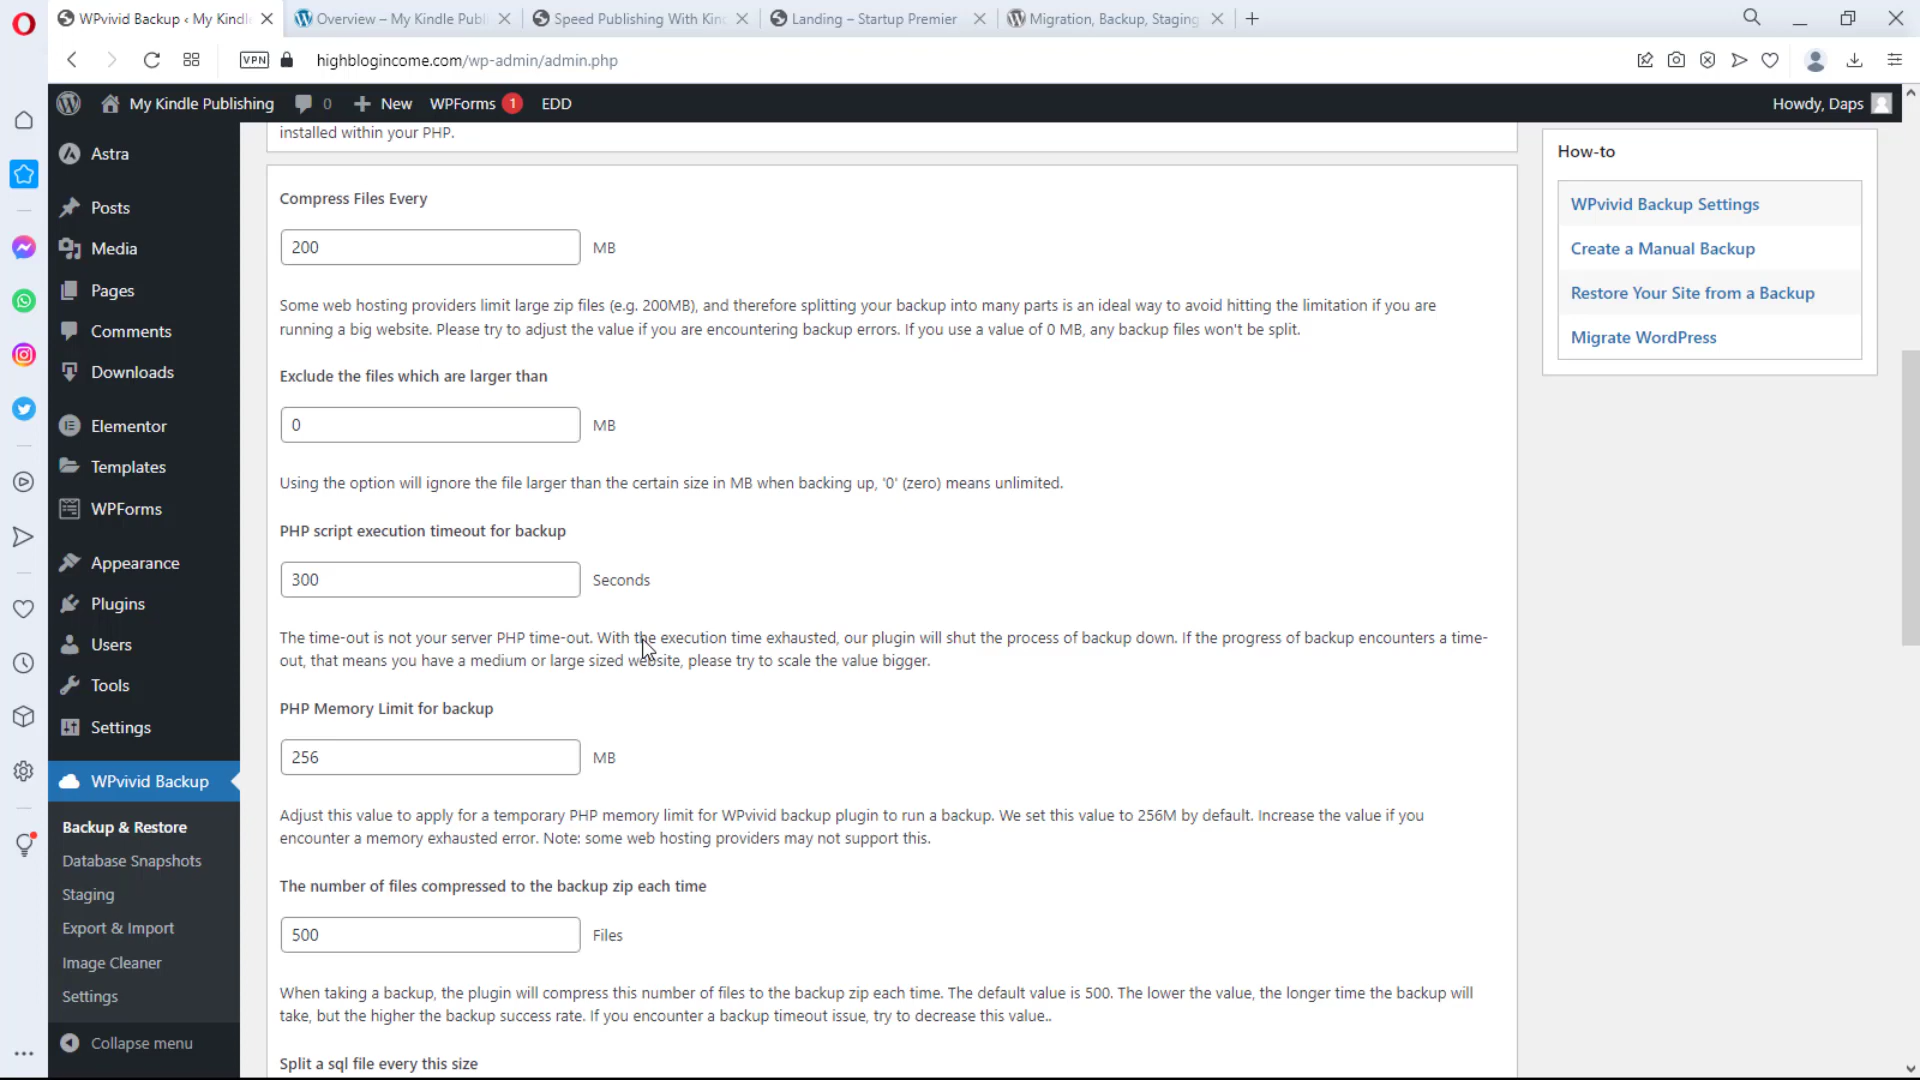 WPvivid Backup ‹ My Kindl
Overview – My Kindle Publi
Speed Publishing With Kin
Landing – Startup Premier
Migration, Backup, Staging
VPN
highblogincome.com/wp-admin/admin.php
My Kindle Publishing
0
New
WPForms 1
EDD
Howdy, Daps
Astra
Posts
Media
Pages
Comments
Downloads
Elementor
Templates
WPForms
Appearance
Plugins
Users
Tools
Settings
WPvivid Backup
Backup & Restore
Database Snapshots
Staging
Export & Import
Image Cleaner
Settings
Collapse menu
installed within your PHP.
Compress Files Every
200 MB
Some web hosting providers limit large zip files (e.g. 200MB), and therefore splitting your backup into many parts is an ideal way to avoid hitting the limitation if you are
running a big website. Please try to adjust the value if you are encountering backup errors. If you use a value of 0 MB, any backup files won't be split.
Exclude the files which are larger than
0 MB
Using the option will ignore the file larger than the certain size in MB when backing up, '0' (zero) means unlimited.
PHP script execution timeout for backup
300 Seconds
The time-out is not your server PHP time-out. With the execution time exhausted, our plugin will shut the process of backup down. If the progress of backup encounters a time-
out, that means you have a medium or large sized website, please try to scale the value bigger.
PHP Memory Limit for backup
256 MB
Adjust this value to apply for a temporary PHP memory limit for WPvivid backup plugin to run a backup. We set this value to 256M by default. Increase the value if you
encounter a memory exhausted error. Note: some web hosting providers may not support this.
The number of files compressed to the backup zip each time
500 Files
When taking a backup, the plugin will compress this number of files to the backup zip each time. The default value is 500. The lower the value, the longer time the backup will
take, but the higher the backup success rate. If you encounter a backup timeout issue, try to decrease this value..
Split a sql file every this size
How-to
WPvivid Backup Settings
Create a Manual Backup
Restore Your Site from a Backup
Migrate WordPress